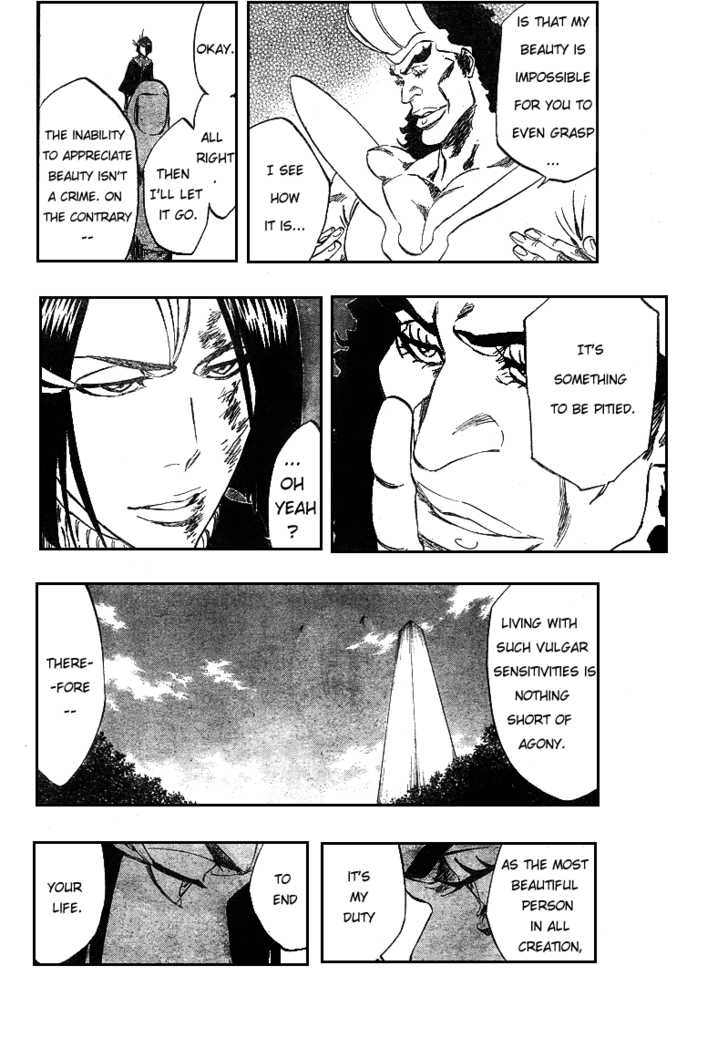 IS THAT MY
BEAUTY IS
IMPOSSIBLE
FOR YOU TO
EVEN GRASP
...
I SEE
HOW
IT IS...
OKAY.
ALL
RIGHT
.
THEN
I'LL LET
IT GO.
THE INABILITY
TO APPRECIATE
BEAUTY ISN'T
A CRIME. ON
THE CONTRARY
--
IT'S
SOMETHING
TO BE PITIED.
...
OH
YEAH
?
LIVING WITH
SUCH VULGAR
SENSITIVITIES IS
NOTHING
SHORT OF
AGONY.
THERE-
-FORE
--
AS THE MOST
BEAUTIFUL
PERSON
IN ALL
CREATION,
IT'S
MY
DUTY
TO
END
YOUR
LIFE.